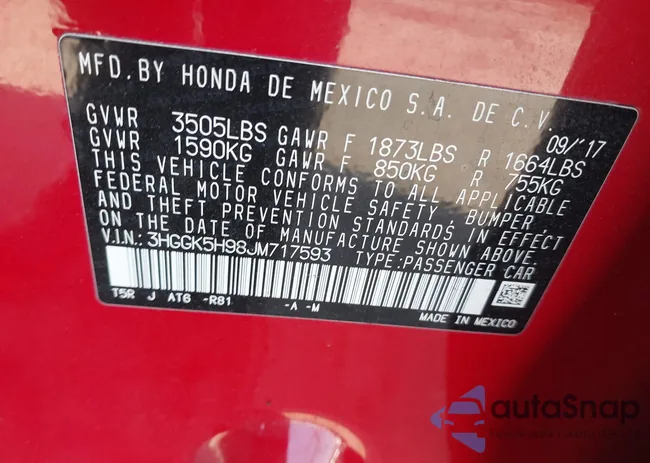 MFD.BY HONDA DE MEXICO S.A. DE C.V.
09/'17
GVWR 3505LBS GAWR F 1873LBS R 1664LBS
GVWR 1590KG GAWR F 850KG R 755KG
THIS VEHICLE CONFORMS TO ALL APPLICABLE
FEDERAL MOTOR VEHICLE SAFETY BUMPER,
AND THEFT PREVENTION STANDARDS IN EFFECT
ON THE DATE OF MANUFACTURE SHOWN ABOVE.
V.I.N.: 3HGGK5H98JM717593 TYPE:PASSENGER CAR
T5R J AT6 -R81 -A -M
MADE IN MEXICO
autaSnap